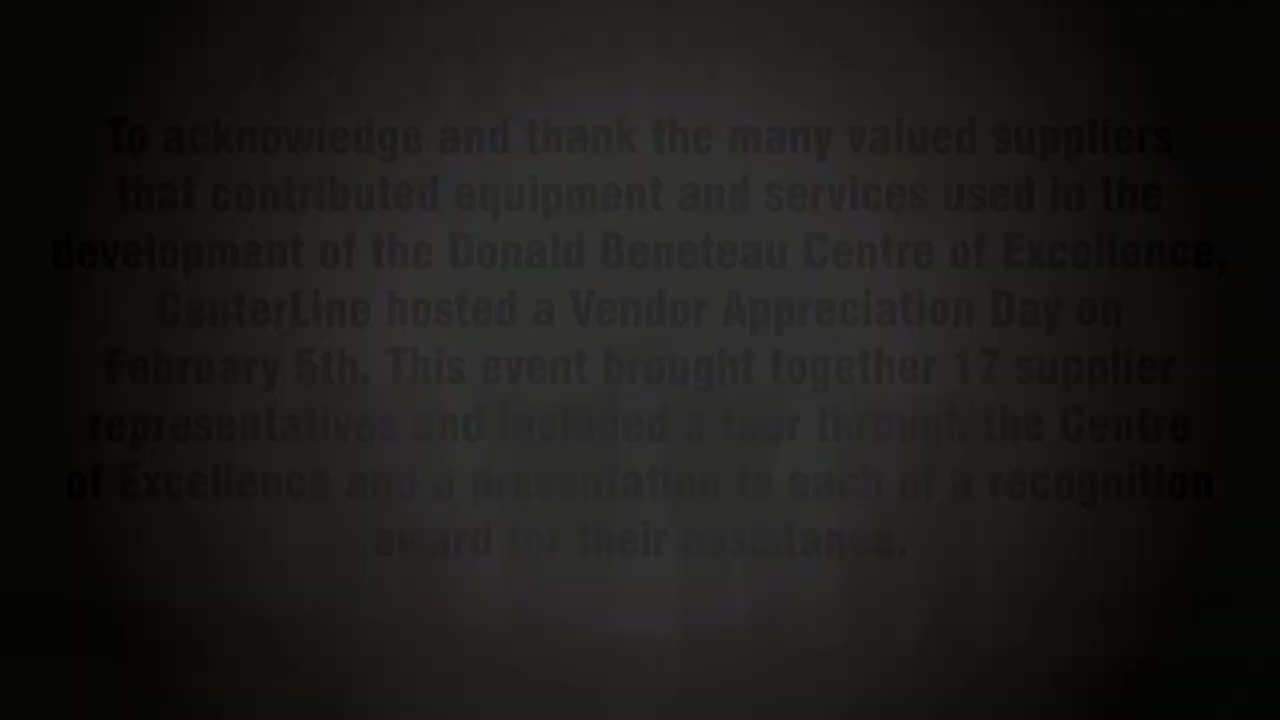 To acknowledge and thank the many valued suppliers
that contributed equipment and services used in the
development of the Donald Beneteau Centre of Excellence,
CenterLine hosted a Vendor Appreciation Day on
February 5th. This event brought together 17 supplier
representatives and included a tour through the Centre
of Excellence and a presentation to each of a recognition
award for their assistance.